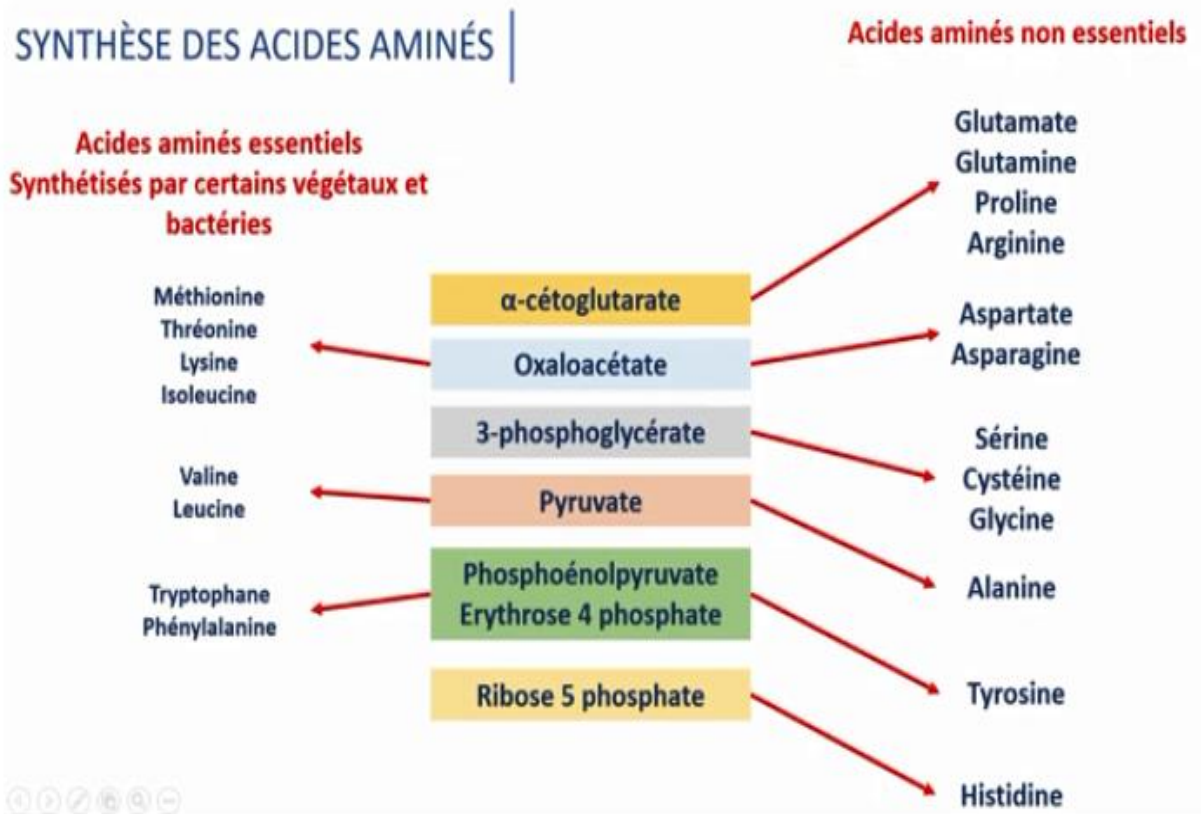 SYNTHÈSE DES ACIDES AMINÉS
Acides aminés non essentiels
Acides aminés essentiels
Synthétisés par certains végétaux et
bactéries
Méthionine
Thréonine
Lysine
Isoleucine
Valine
Leucine
Tryptophane
Phénylalanine
α-cétoglutarate
Oxaloacétate
3-phosphoglycérate
Pyruvate
Phosphoénolpyruvate
Erythrose 4 phosphate
Ribose 5 phosphate
Glutamate
Glutamine
Proline
Arginine
Aspartate
Asparagine
Sérine
Cystéine
Glycine
Alanine
Tyrosine
Histidine